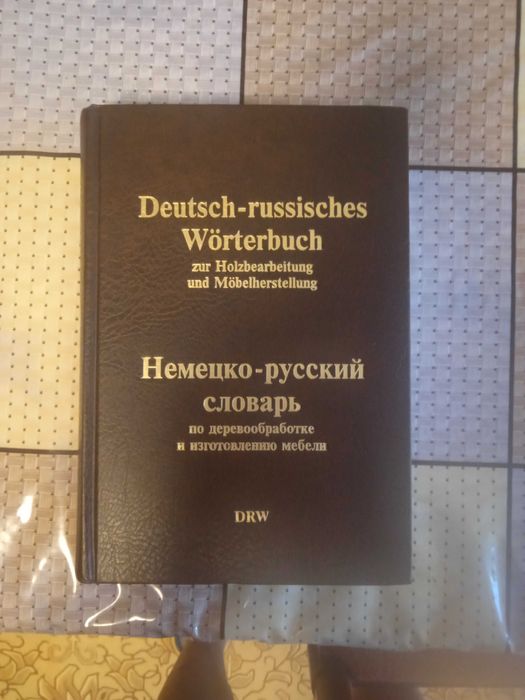 Deutsch-russisches
Wörterbuch
zur Holzbearbeitung
und Möbelherstellung
Немецко-русский
словарь
по деревообработке
и изготовлению мебели
DRW